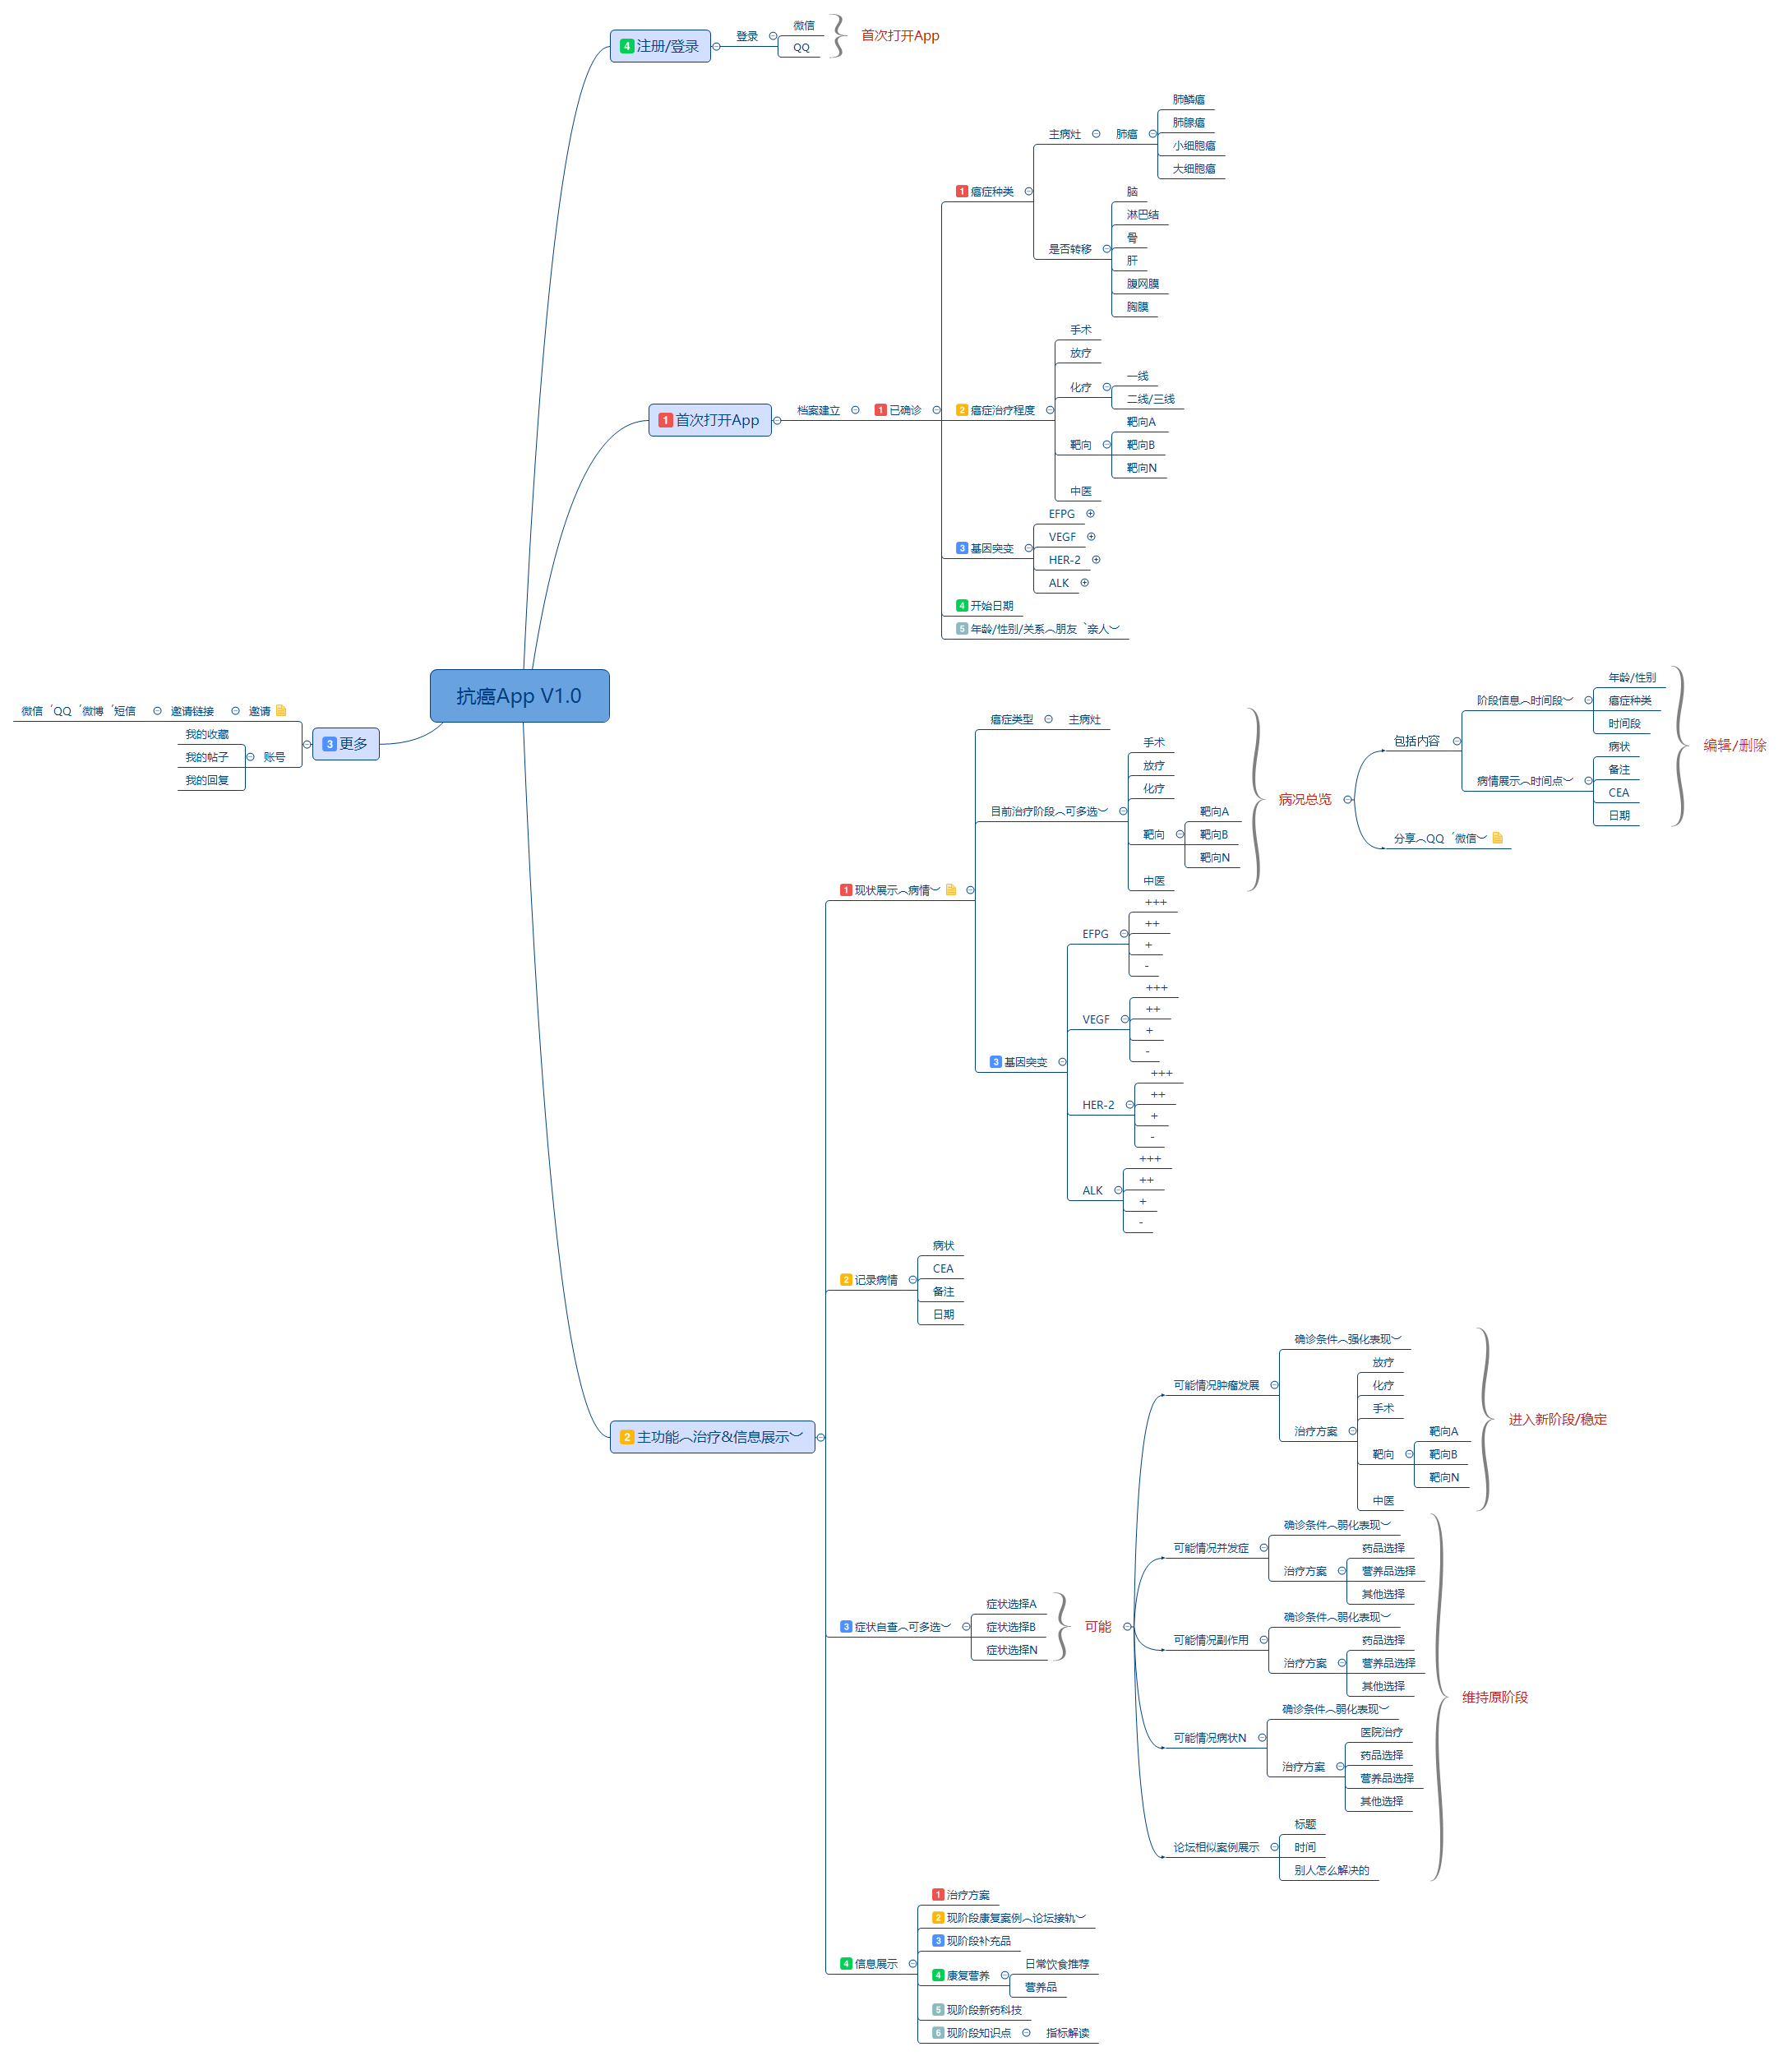 抗癌App V1.0
4 注册/登录
登录
微信
QQ
首次打开App
1 首次打开App
档案建立
1 已确诊
1 癌症种类
主病灶
肺癌
肺鳞癌
肺腺癌
小细胞癌
大细胞癌
是否转移
脑
淋巴结
骨
肝
腹网膜
胸膜
2 癌症治疗程度
手术
放疗
化疗
一线
二线/三线
靶向
靶向A
靶向B
靶向N
中医
3 基因突变
EFPG
VEGF
HER-2
ALK
4 开始日期
5 年龄/性别/关系︵朋友、亲人︶
3 更多
邀请
邀请链接
微信、QQ、微博、短信
账号
我的收藏
我的帖子
我的回复
2 主功能︵治疗&信息展示︶
1 现状展示︵病情︶
癌症类型
主病灶
目前治疗阶段︵可多选︶
手术
放疗
化疗
靶向
靶向A
靶向B
靶向N
中医
病况总览
包括内容
阶段信息︵时间段︶
年龄/性别
癌症种类
时间段
病情展示︵时间点︶
病状
备注
CEA
日期
编辑/删除
分享︵QQ、微信︶
3 基因突变
EFPG
+++
++
+
-
VEGF
+++
++
+
-
HER-2
+++
++
+
-
ALK
+++
++
+
-
2 记录病情
病状
CEA
备注
日期
3 症状自查︵可多选︶
症状选择A
症状选择B
症状选择N
可能
可能情况肿瘤发展
确诊条件︵强化表现︶
治疗方案
放疗
化疗
手术
靶向
靶向A
靶向B
靶向N
中医
进入新阶段/稳定
可能情况并发症
确诊条件︵弱化表现︶
治疗方案
药品选择
营养品选择
其他选择
可能情况副作用
确诊条件︵弱化表现︶
治疗方案
药品选择
营养品选择
其他选择
可能情况病状N
确诊条件︵弱化表现︶
治疗方案
医院治疗
药品选择
营养品选择
其他选择
论坛相似案例展示
标题
时间
别人怎么解决的
维持原阶段
4 信息展示
1 治疗方案
2 现阶段康复案例︵论坛接轨︶
3 现阶段补充品
4 康复营养
日常饮食推荐
营养品
5 现阶段新药科技
6 现阶段知识点
指标解读